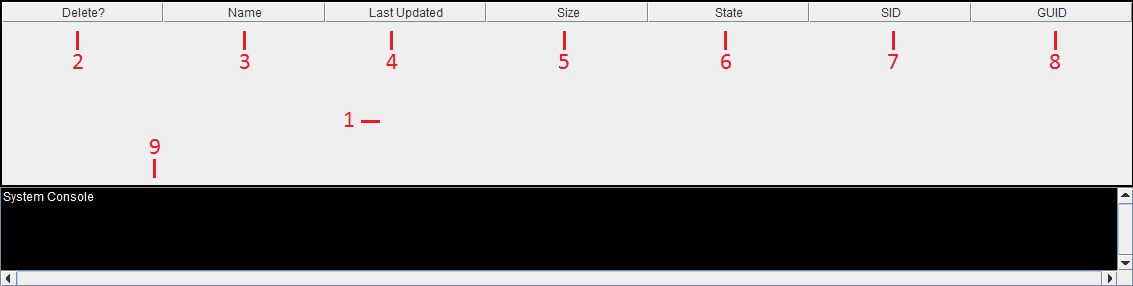 Delete? Name Last Updated Size State SID GUID
2 3 4 5 6 7 8
1
9
System Console